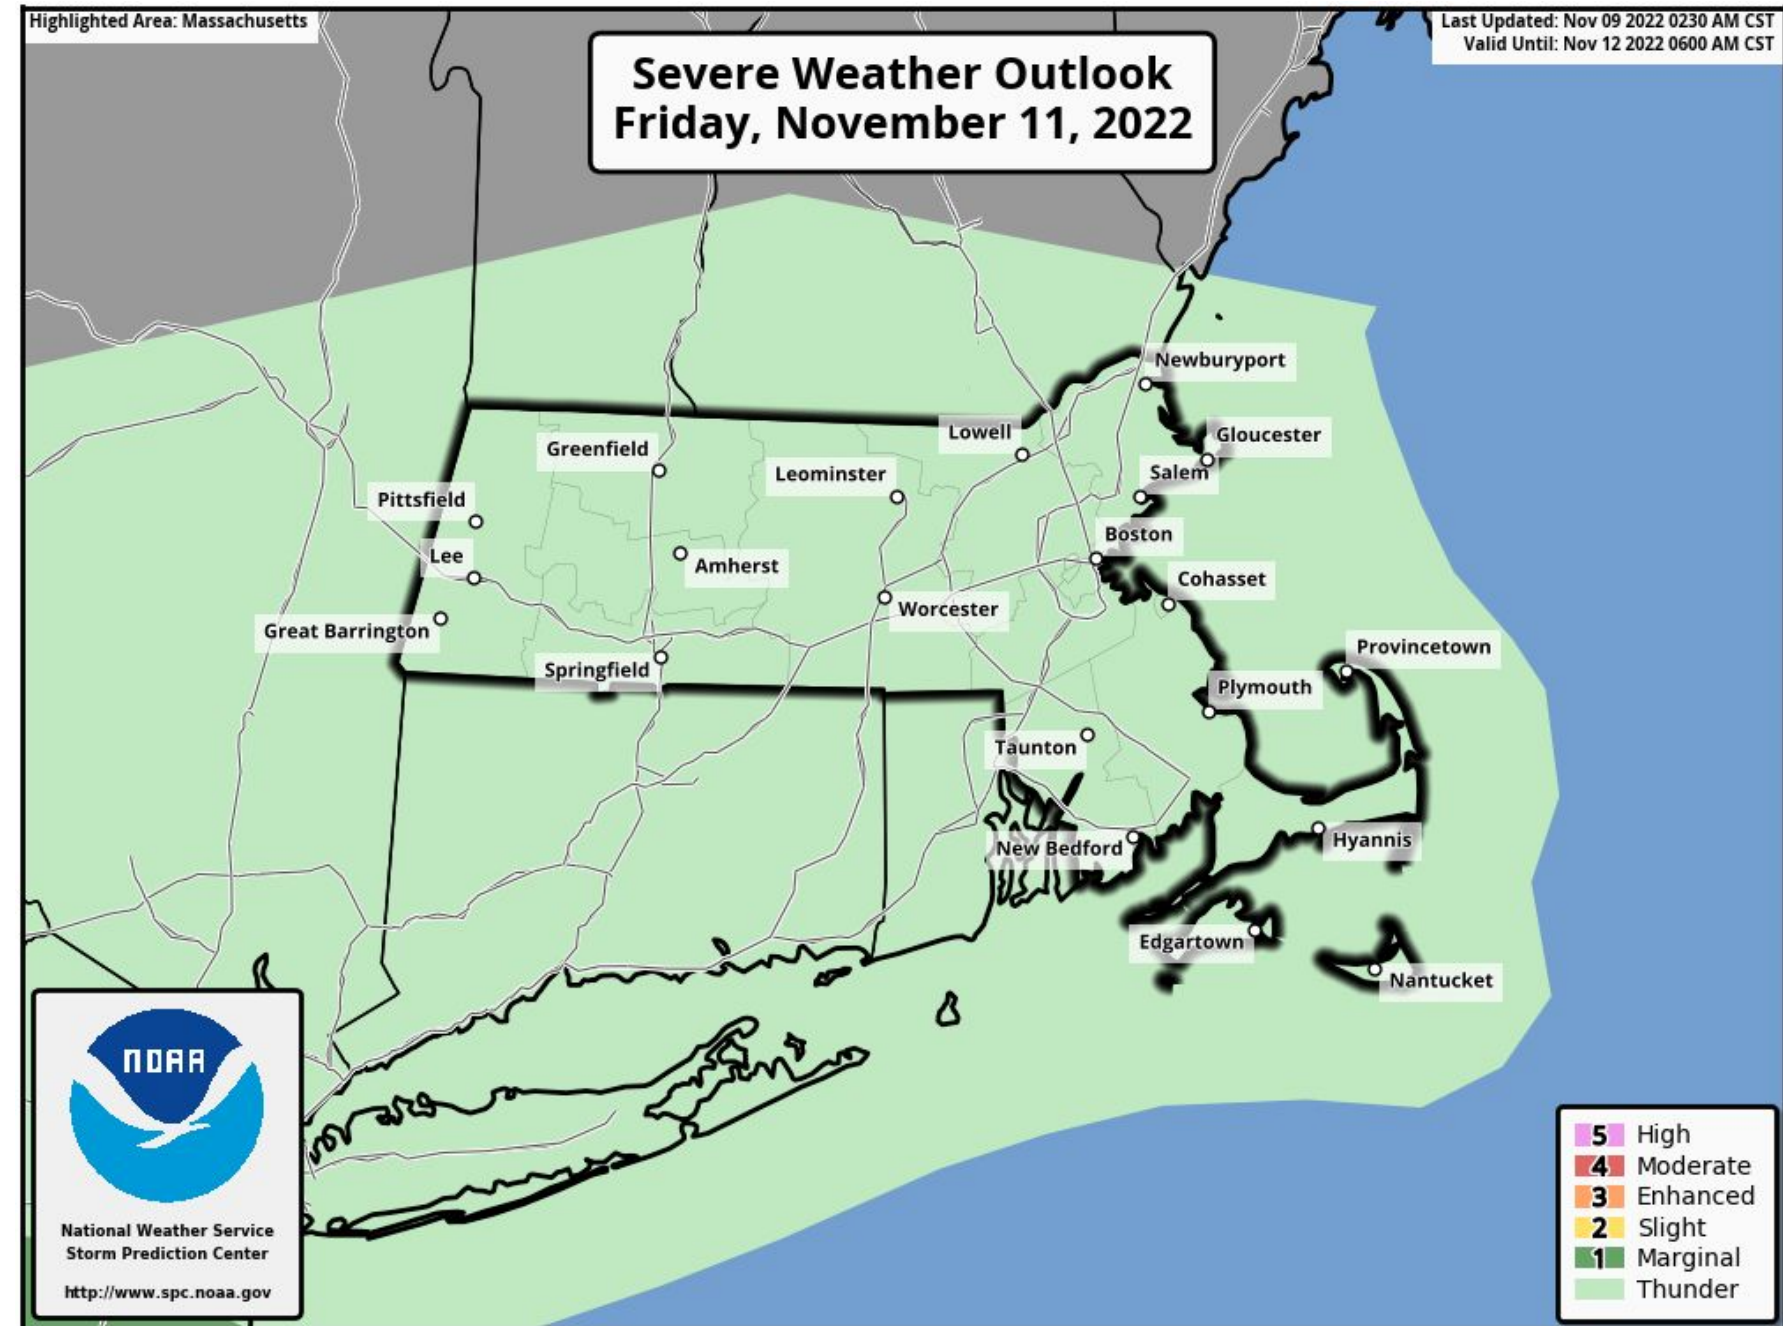 Highlighted Area: Massachusetts
Last Updated: Nov 09 2022 0230 AM CST
Valid Until: Nov 12 2022 0600 AM CST
Severe Weather Outlook
Friday, November 11, 2022
Newburyport
Gloucester
Lowell
Greenfield
Leominster
Salem
Pittsfield
Boston
Lee
Amherst
Cohasset
Worcester
Great Barrington
Provincetown
Springfield
Plymouth
Taunton
Hyannis
New Bedford
Edgartown
Nantucket
NOAA
National Weather Service
Storm Prediction Center
http://www.spc.noaa.gov
5 High
4 Moderate
3 Enhanced
2 Slight
1 Marginal
Thunder